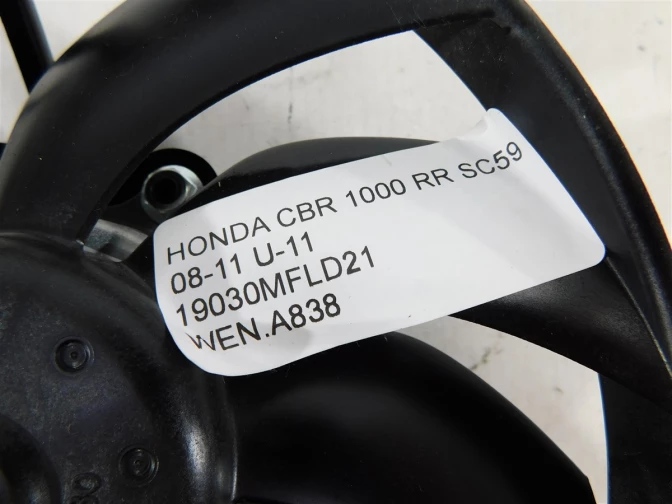 HONDA CBR 1000 RR SC59
08-11 U-11
19030MFLD21
WEN.A838